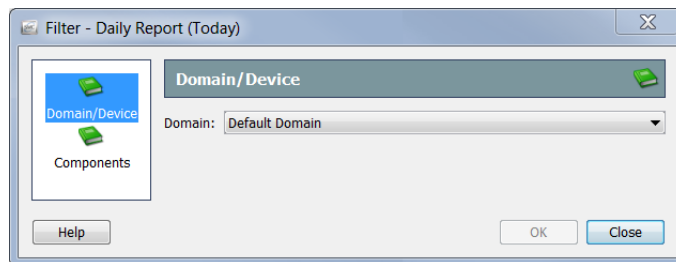 Filter - Daily Report (Today)
Domain/Device
Components
Domain/Device
Domain: Default Domain
Help
OK
Close